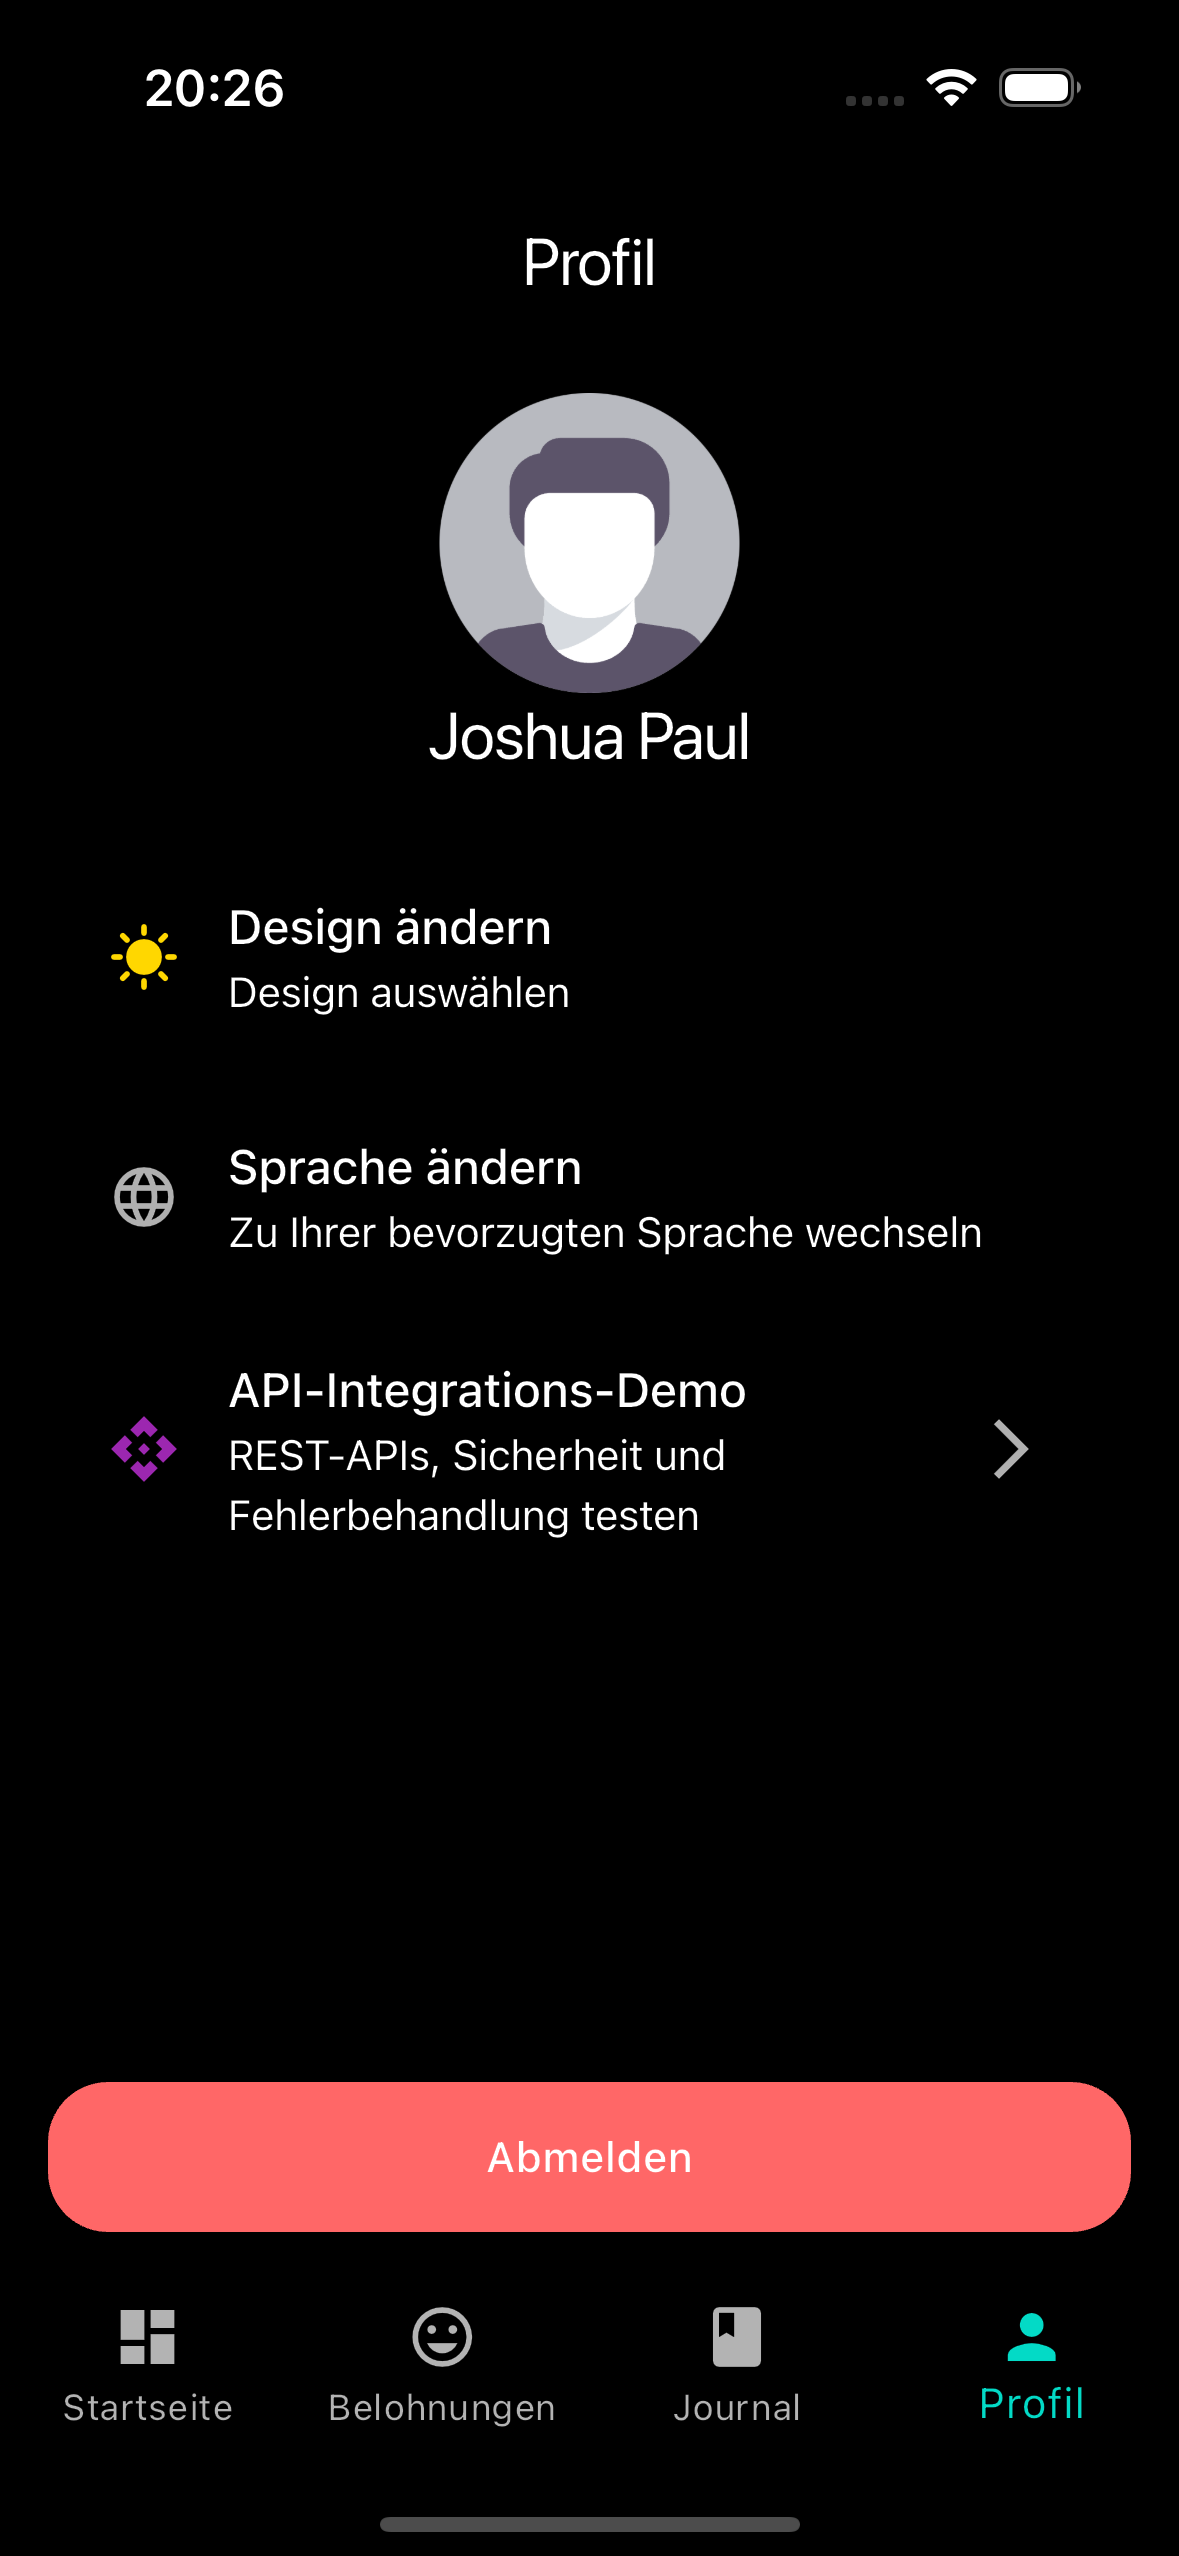 20:26
Profil
Joshua Paul
Design ändern
Design auswählen
Sprache ändern
Zu Ihrer bevorzugten Sprache wechseln
API-Integrations-Demo
REST-APIs, Sicherheit und
Fehlerbehandlung testen
Abmelden
Startseite
Belohnungen
Journal
Profil